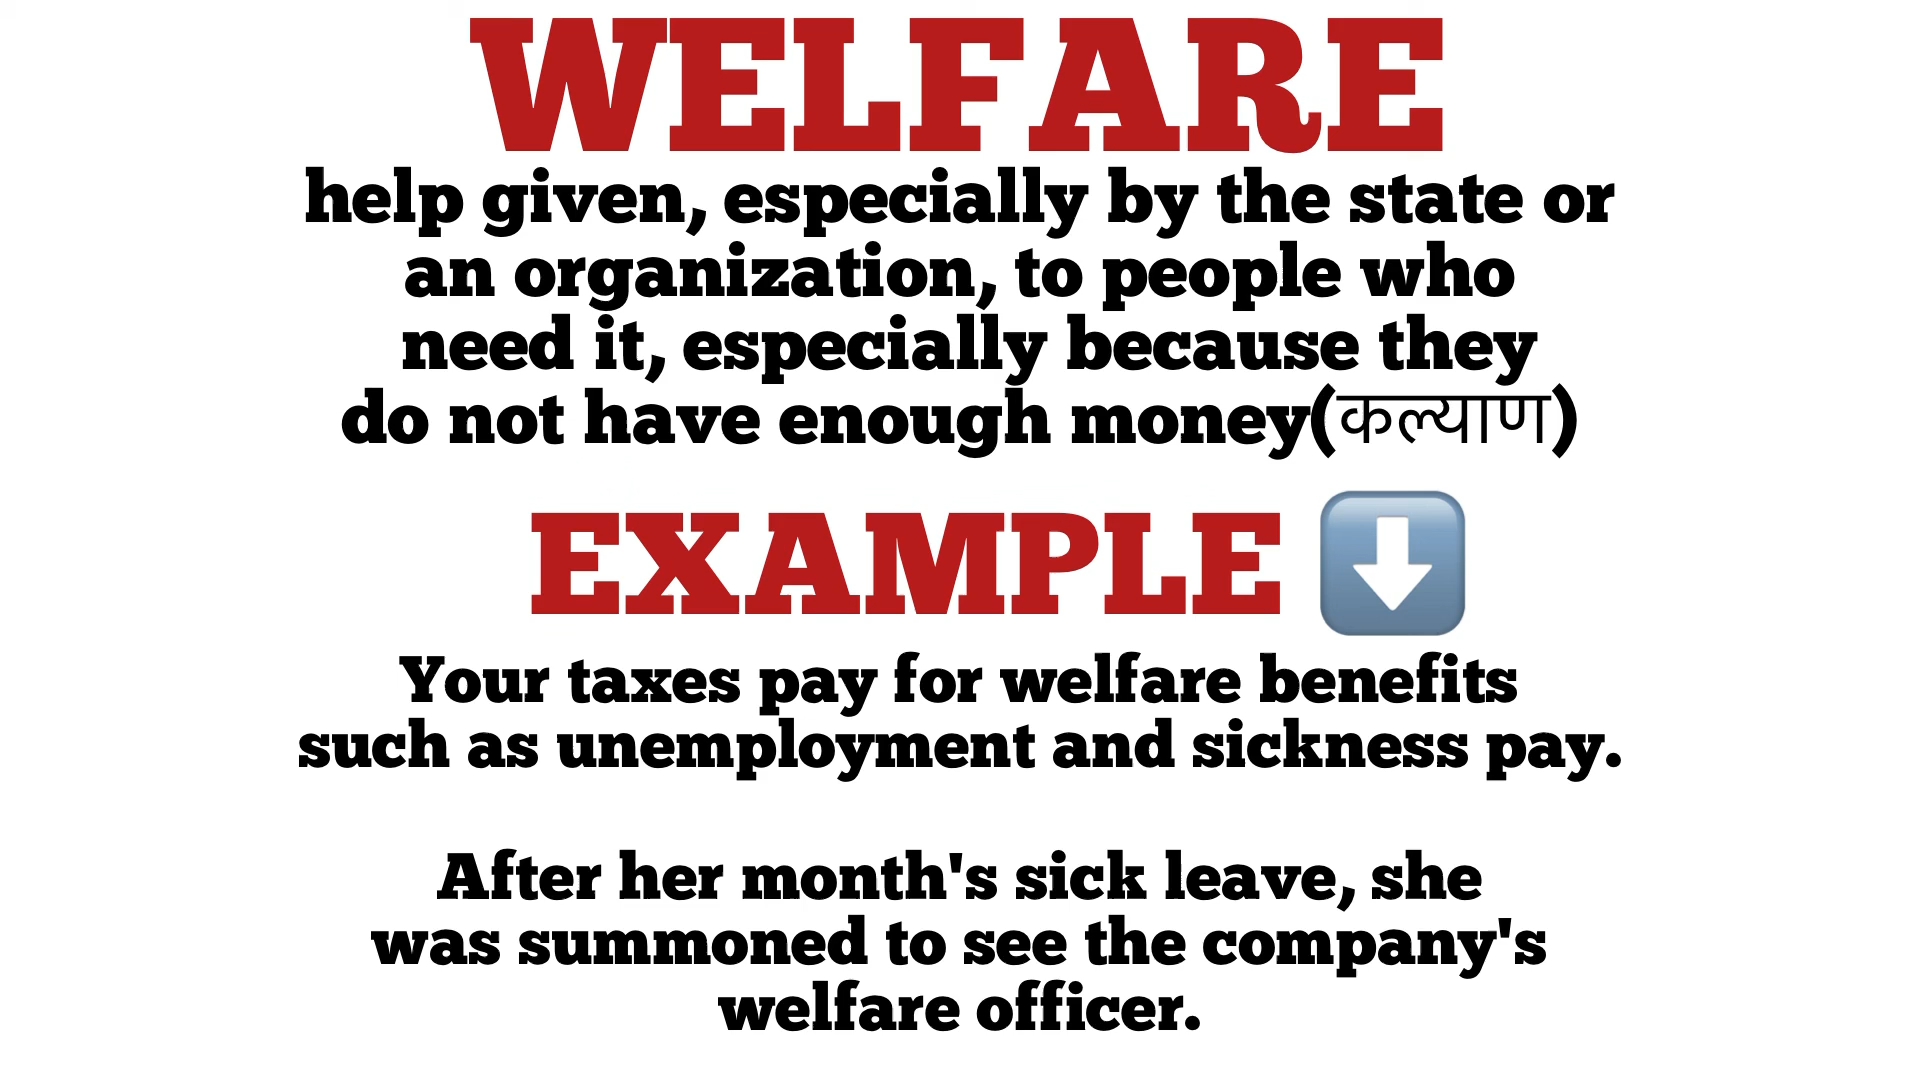 WELFARE
help given, especially by the state or
an organization, to people who
need it, especially because they
do not have enough money(कल्याण)
EXAMPLE ⬇️
Your taxes pay for welfare benefits
such as unemployment and sickness pay.
After her month's sick leave, she
was summoned to see the company's
welfare officer.